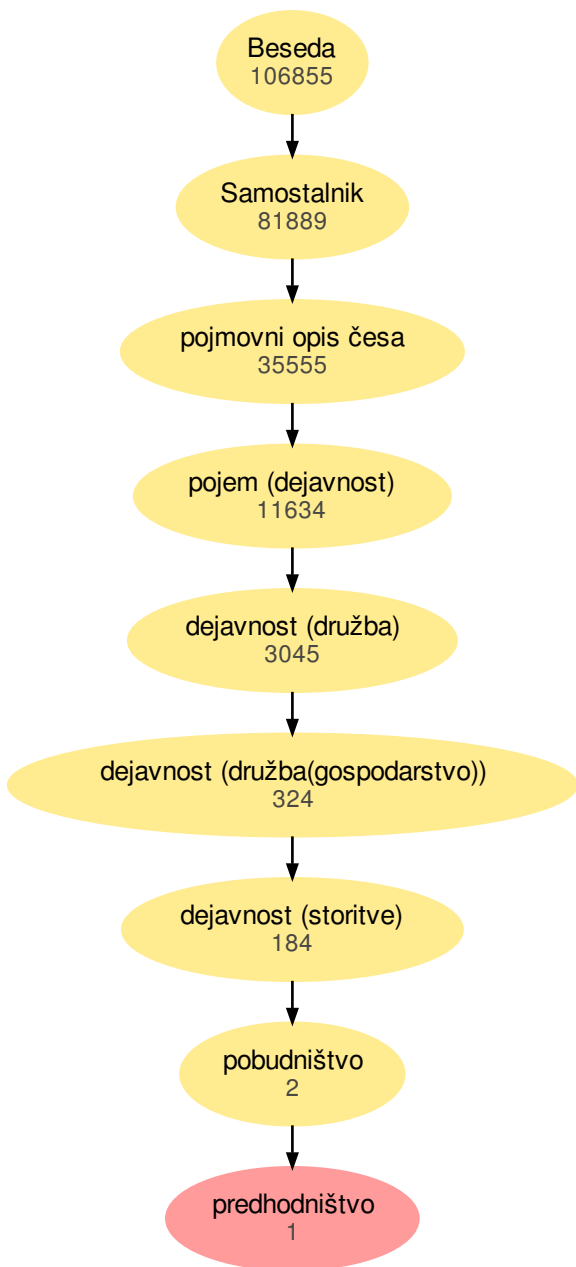 Beseda
106855
Samostalnik
81889
pojmovni opis česa
35555
pojem (dejavnost)
11634
dejavnost (družba)
3045
dejavnost (družba(gospodarstvo))
324
dejavnost (storitve)
184
pobudništvo
2
predhodništvo
1